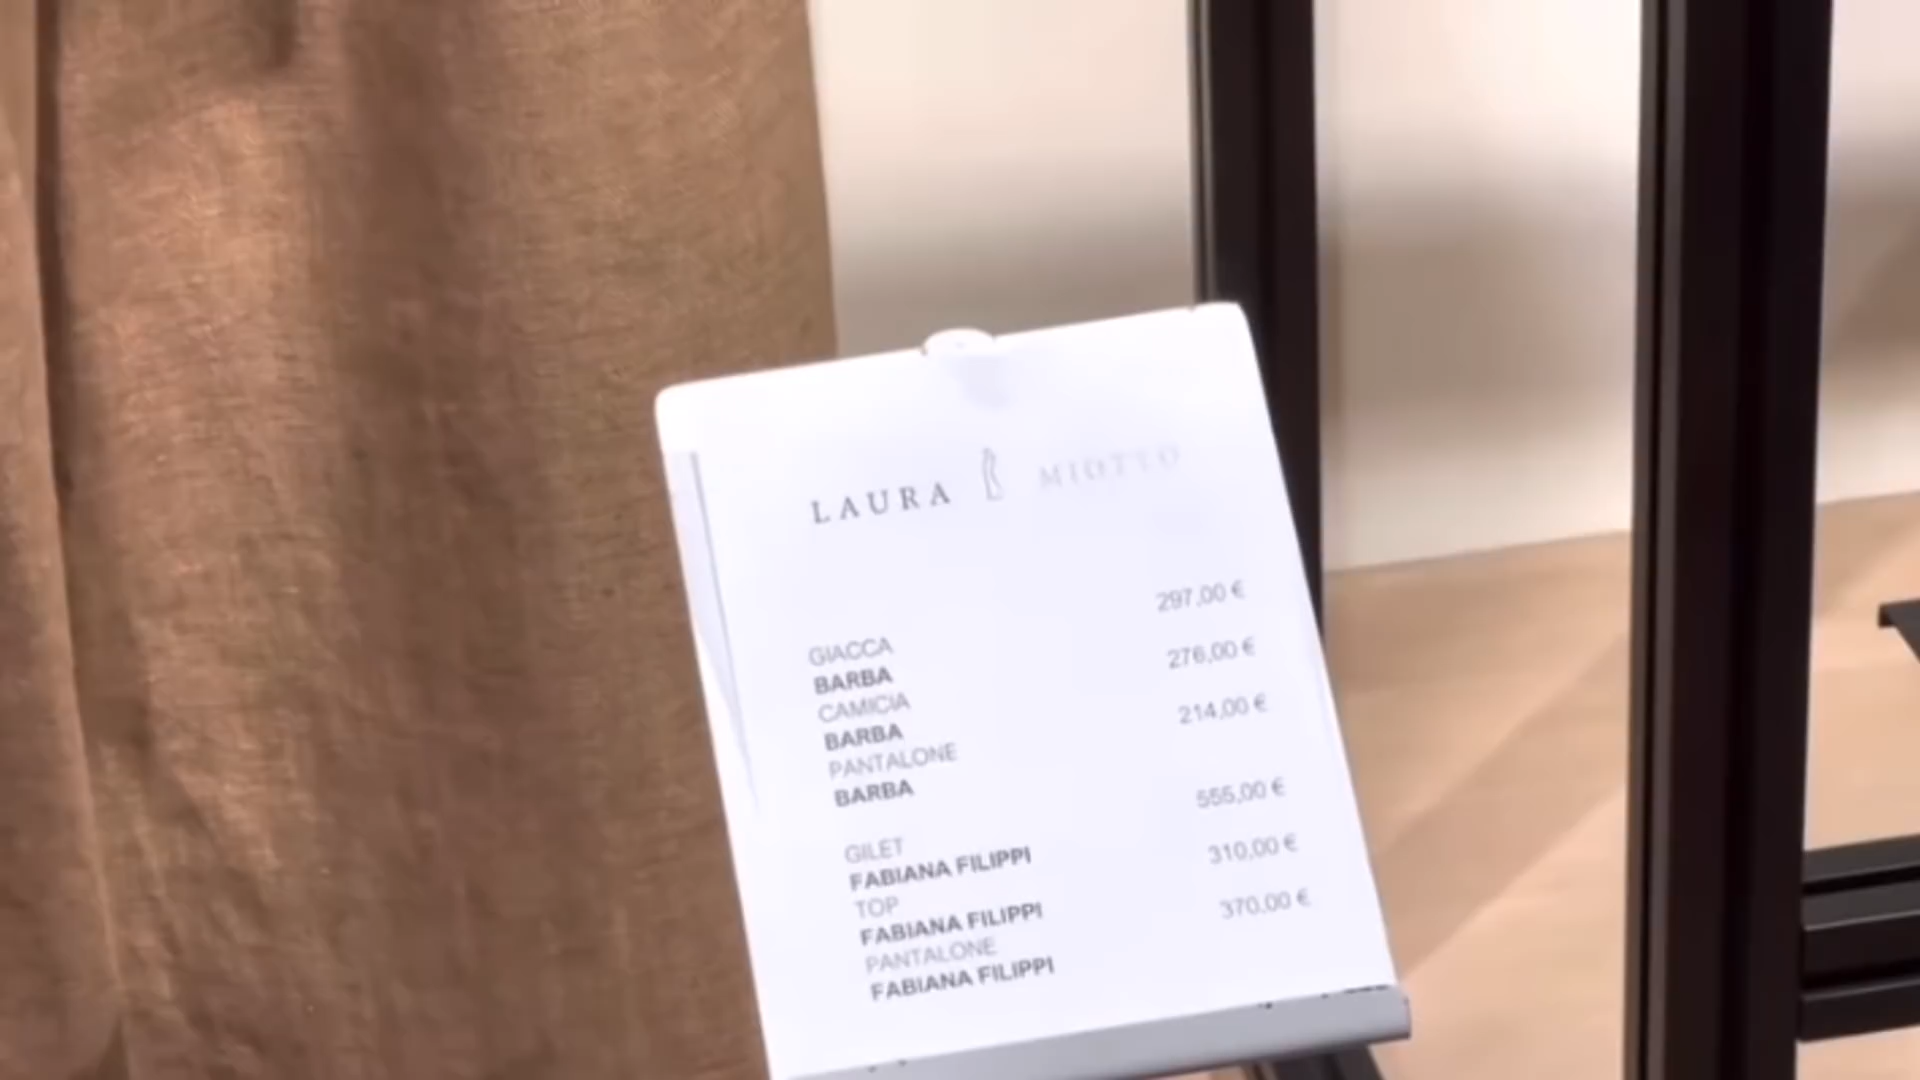 LAURA MIOTTO
297,00 €
GIACCA
BARBA
276,00 €
CAMICIA
BARBA
214,00 €
PANTALONE
BARBA
555,00 €
GILET
FABIANA FILIPPI
310,00 €
TOP
FABIANA FILIPPI
370,00 €
PANTALONE
FABIANA FILIPPI